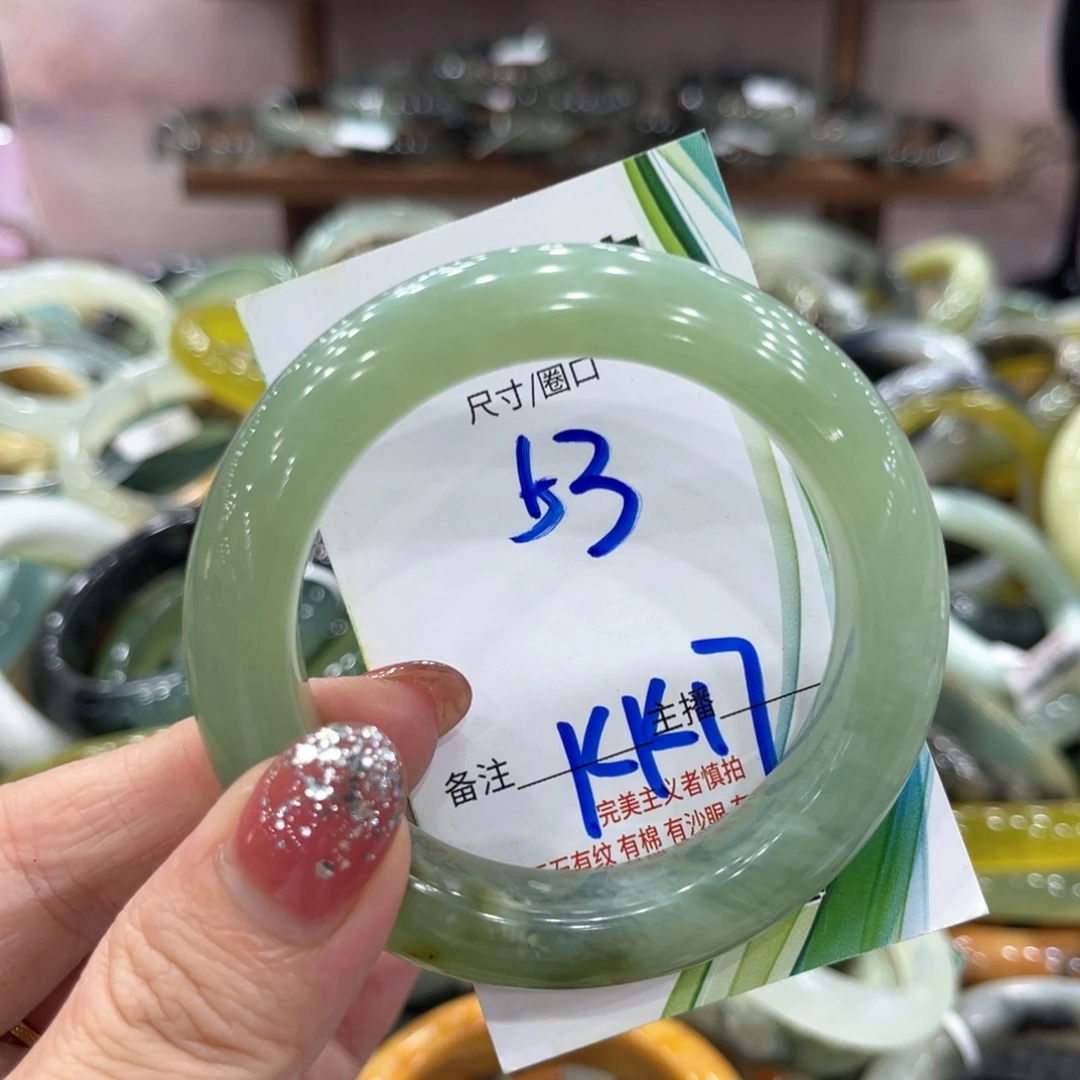 尺寸/圈口
53
主播
KK17
备注
完美主义者慎拍
有纹 有棉 有沙眼